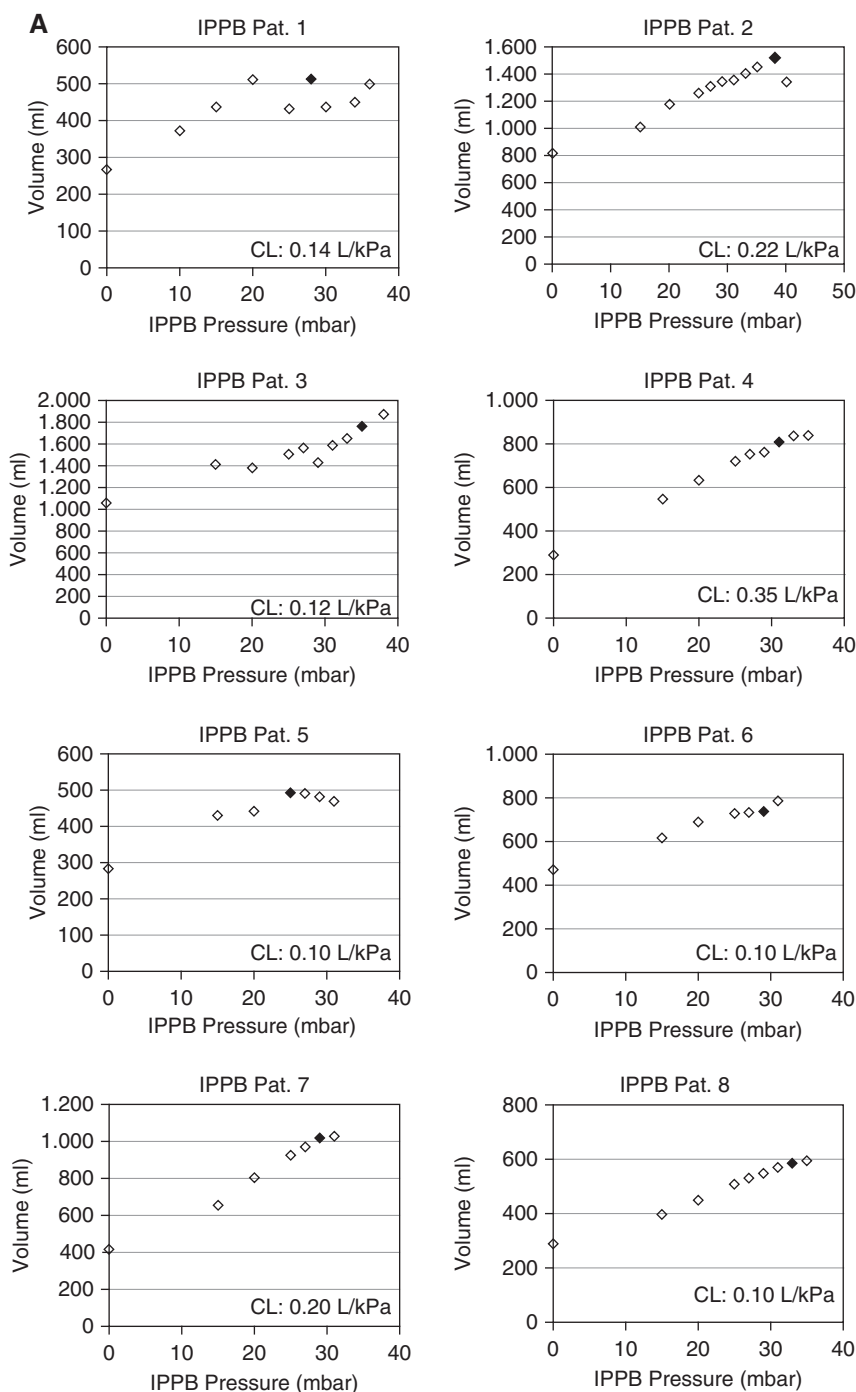 A
IPPB Pat. 1
600
500
400
300
200
100
0
Volume (ml)
CL: 0.14 L/kPa
0 10 20 30 40
IPPB Pressure (mbar)
IPPB Pat. 2
1.600
1.400
1.200
1.000
800
600
400
200
0
Volume (ml)
CL: 0.22 L/kPa
0 10 20 30 40 50
IPPB Pressure (mbar)
IPPB Pat. 3
2.000
1.800
1.600
1.400
1.200
1.000
800
600
400
200
0
Volume (ml)
CL: 0.12 L/kPa
0 10 20 30 40
IPPB Pressure (mbar)
IPPB Pat. 4
1.000
800
600
400
200
0
Volume (ml)
CL: 0.35 L/kPa
0 10 20 30 40
IPPB Pressure (mbar)
IPPB Pat. 5
600
500
400
300
200
100
0
Volume (ml)
CL: 0.10 L/kPa
0 10 20 30 40
IPPB Pressure (mbar)
IPPB Pat. 6
1.000
800
600
400
200
0
Volume (ml)
CL: 0.10 L/kPa
0 10 20 30 40
IPPB Pressure (mbar)
IPPB Pat. 7
1.200
1.000
800
600
400
200
0
Volume (ml)
CL: 0.20 L/kPa
0 10 20 30 40
IPPB Pressure (mbar)
IPPB Pat. 8
800
600
400
200
0
Volume (ml)
CL: 0.10 L/kPa
0 10 20 30 40
IPPB Pressure (mbar)